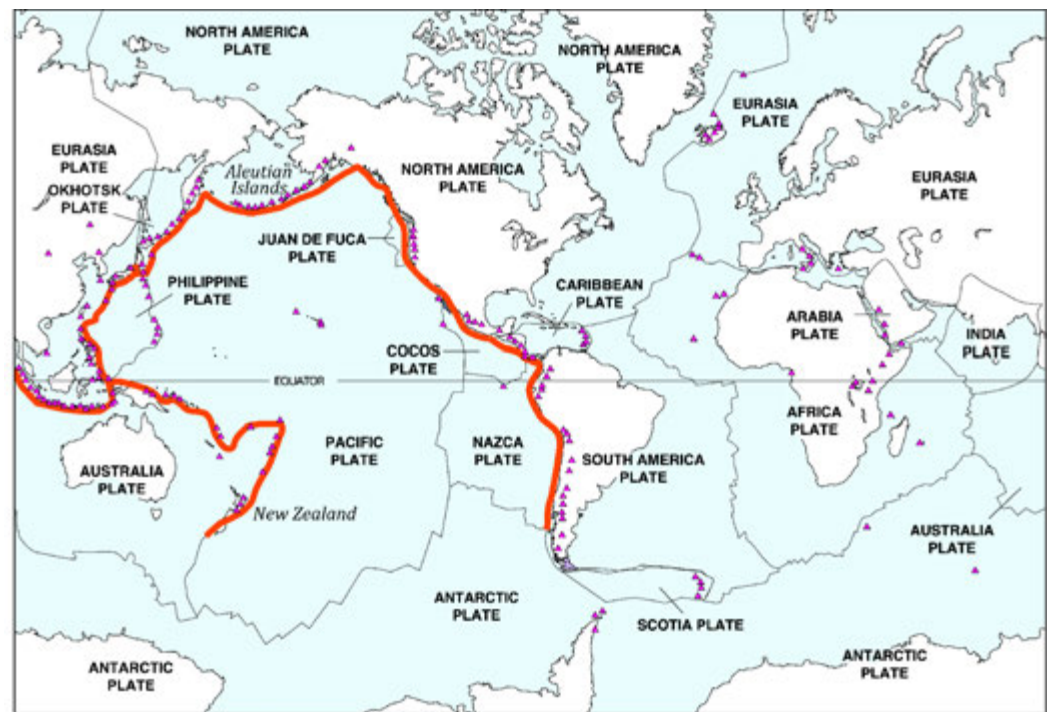 NORTH AMERICA
PLATE
NORTH AMERICA
PLATE
EURASIA
PLATE
EURASIA
PLATE
OKHOTSK
PLATE
Aleutian
Islands
NORTH AMERICA
PLATE
EURASIA
PLATE
JUAN DE FUCA
PLATE
PHILIPPINE
PLATE
CARIBBEAN
PLATE
ARABIA
PLATE
INDIA
PLATE
COCOS
PLATE
EQUATOR
AFRICA
PLATE
PACIFIC
PLATE
NAZCA
PLATE
SOUTH AMERICA
PLATE
AUSTRALIA
PLATE
New Zealand
AUSTRALIA
PLATE
ANTARCTIC
PLATE
SCOTIA PLATE
ANTARCTIC
PLATE
ANTARCTIC
PLATE